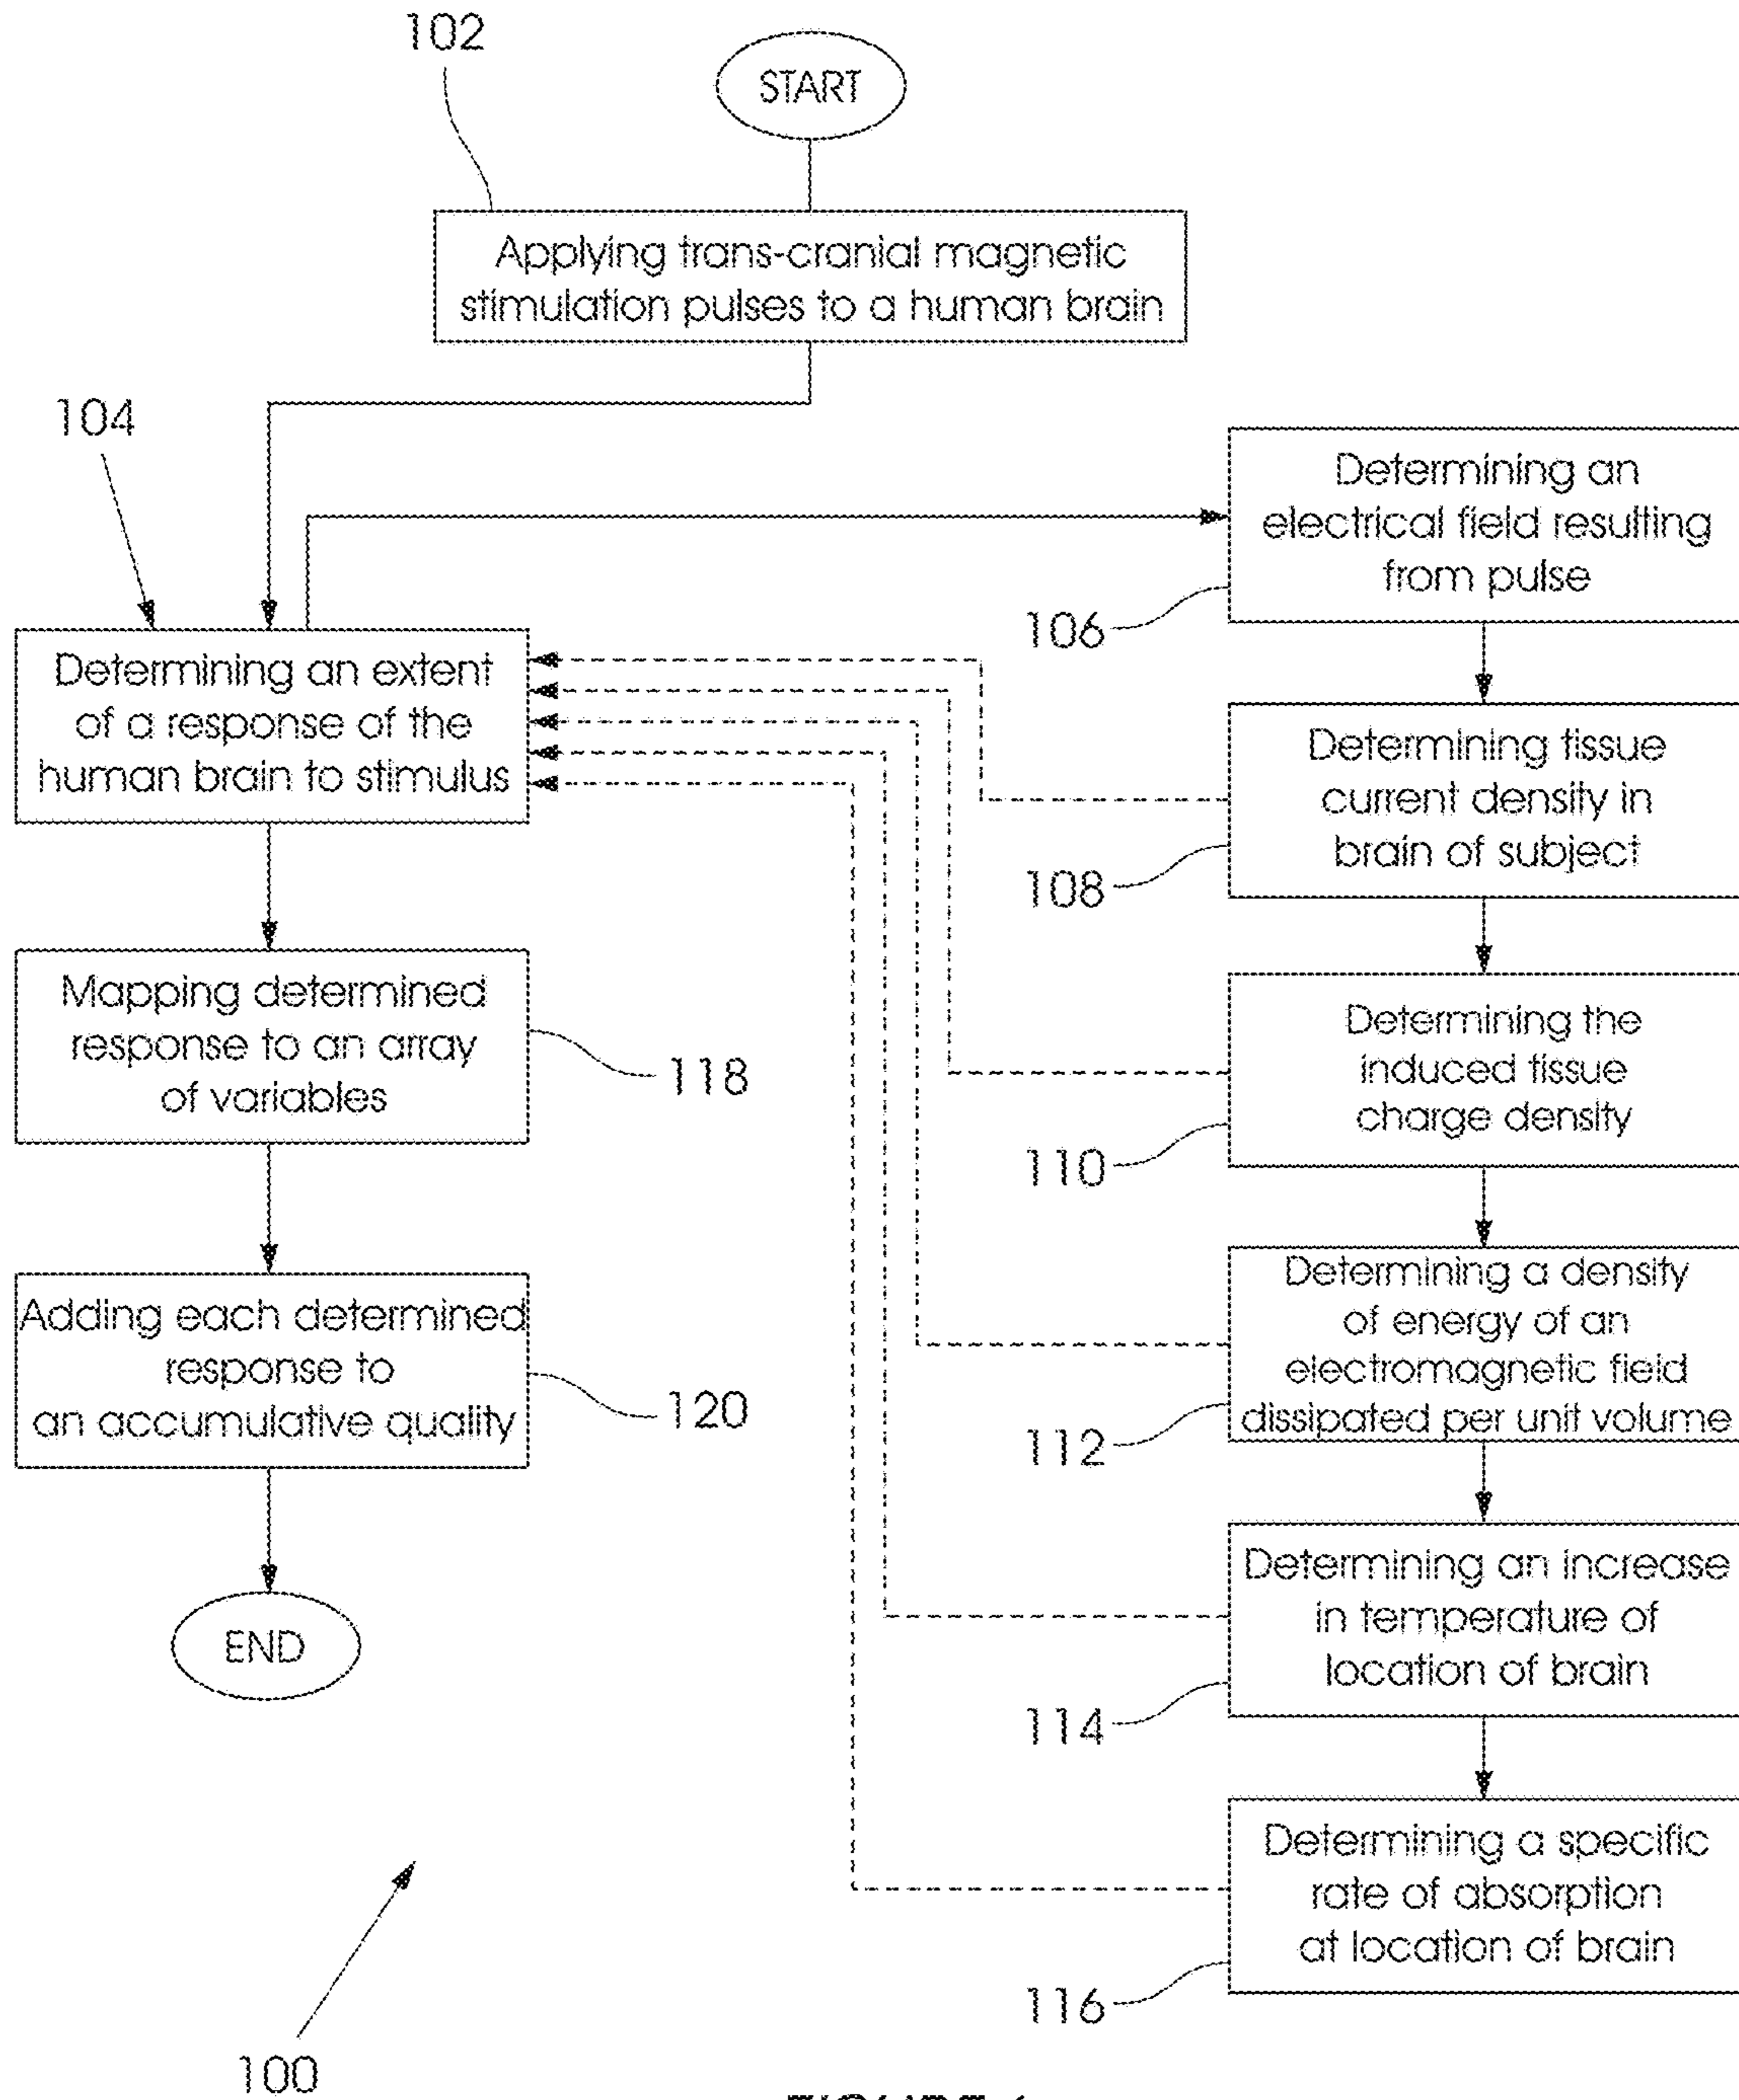 102
START
Applying trans-cranial magnetic
stimulation pulses to a human brain
104
Determining an
electrical field resulting
from pulse
106
Determining an extent
of a response of the
human brain to stimulus
Determining tissue
current density in
brain of subject
108
Mapping determined
response to an array
of variables
118
Determining the
induced tissue
charge density
110
Adding each determined
response to
an accumulative quality
120
Determining a density
of energy of an
electromagnetic field
dissipated per unit volume
112
END
Determining an increase
in temperature of
location of brain
114
Determining a specific
rate of absorption
at location of brain
116
100